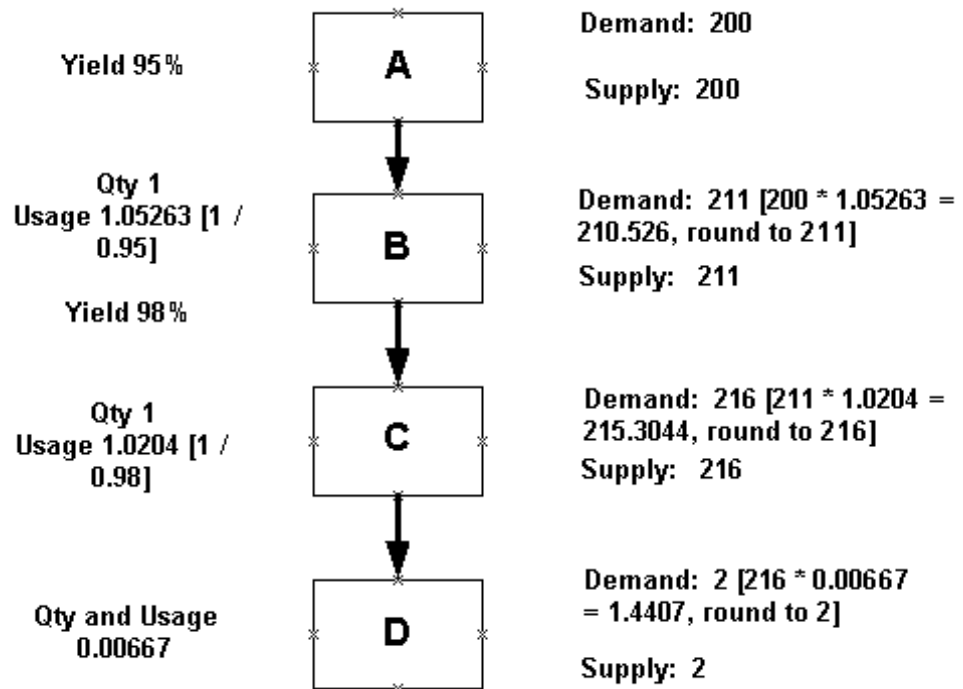 Yield 95%
A
Demand: 200
Supply: 200
Qty 1
Usage 1.05263 [1 /
0.95]
B
Demand: 211 [200 * 1.05263 =
210.526, round to 211]
Supply: 211
Yield 98%
Qty 1
Usage 1.0204 [1 /
0.98]
C
Demand: 216 [211 * 1.0204 =
215.3044, round to 216]
Supply: 216
Qty and Usage
0.00667
D
Demand: 2 [216 * 0.00667
= 1.4407, round to 2]
Supply: 2